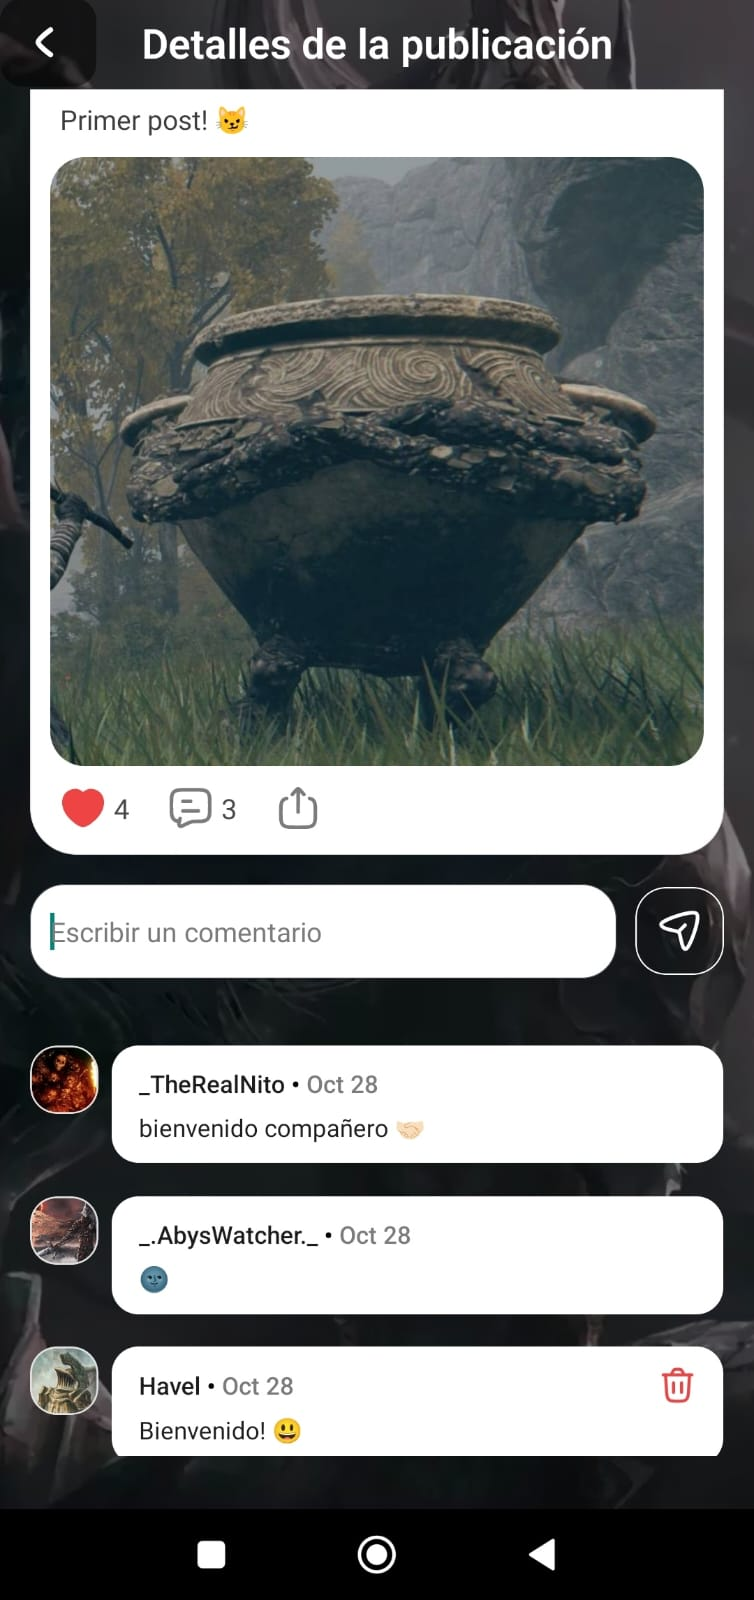 Detalles de la publicación
Primer post! 😼
4
3
Escribir un comentario
_TheRealNito • Oct 28
bienvenido compañero 🤝🏻
_.AbysWatcher._ • Oct 28
🌚
Havel • Oct 28
Bienvenido! 😃